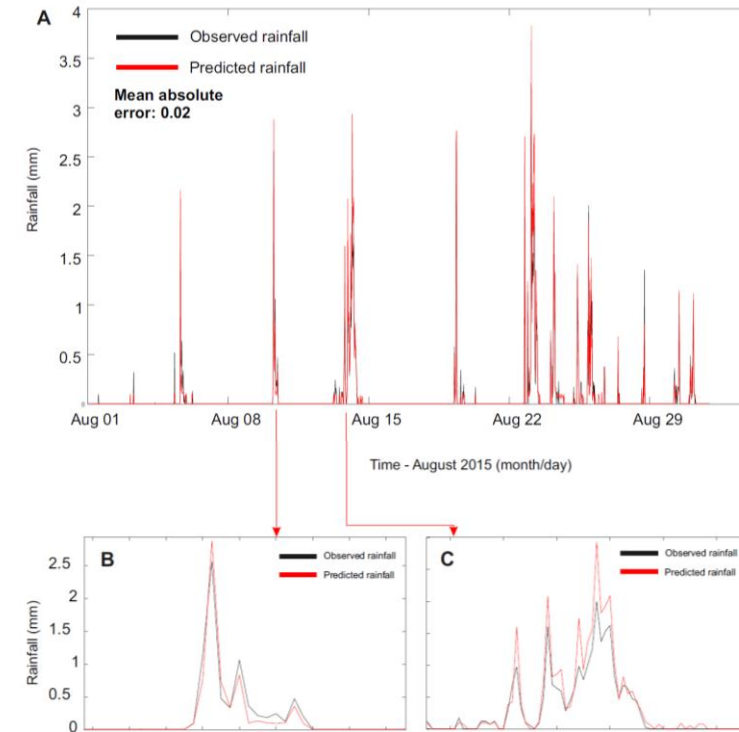 A
4
3.5
3
2.5
2
1.5
1
0.5
0
Rainfall (mm)
Observed rainfall
Predicted rainfall
Mean absolute
error: 0.02
Aug 01 Aug 08 Aug 15 Aug 22 Aug 29
Time - August 2015 (month/day)
B
2.5
2
1.5
1
0.5
0
Rainfall (mm)
Observed rainfall
Predicted rainfall
C
Observed rainfall
Predicted rainfall